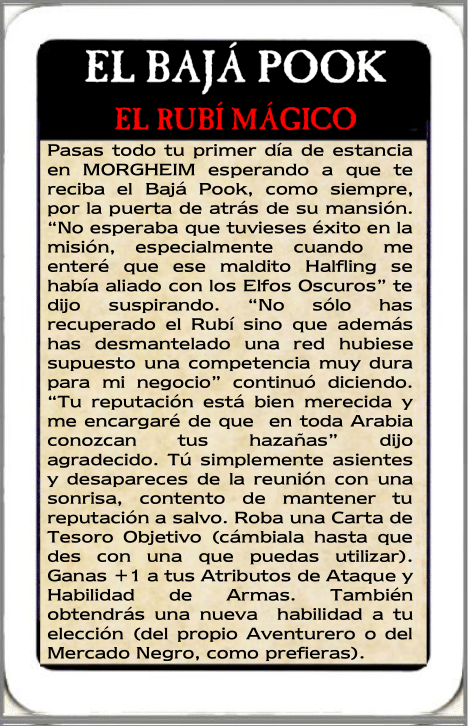 EL BAJÁ POOK
EL RUBÍ MÁGICO
Pasas todo tu primer día de estancia
en MORGHEIM esperando a que te
reciba el Bajá Pook, como siempre,
por la puerta de atrás de su mansión.
“No esperaba que tuvieses éxito en la
misión, especialmente cuando me
enteré que ese maldito Halfling se
había aliado con los Elfos Oscuros” te
dijo suspirando. “No sólo has
recuperado el Rubí sino que además
has desmantelado una red hubiese
supuesto una competencia muy dura
para mi negocio” continuó diciendo.
“Tu reputación está bien merecida y
me encargaré de que en toda Arabia
conozcan tus hazañas” dijo
agradecido. Tú simplemente asientes
y desapareces de la reunión con una
sonrisa, contento de mantener tu
reputación a salvo. Roba una Carta de
Tesoro Objetivo (cámbiala hasta que
des con una que puedas utilizar).
Ganas +1 a tus Atributos de Ataque y
Habilidad de Armas. También
obtendrás una nueva habilidad a tu
elección (del propio Aventurero o del
Mercado Negro, como prefieras).